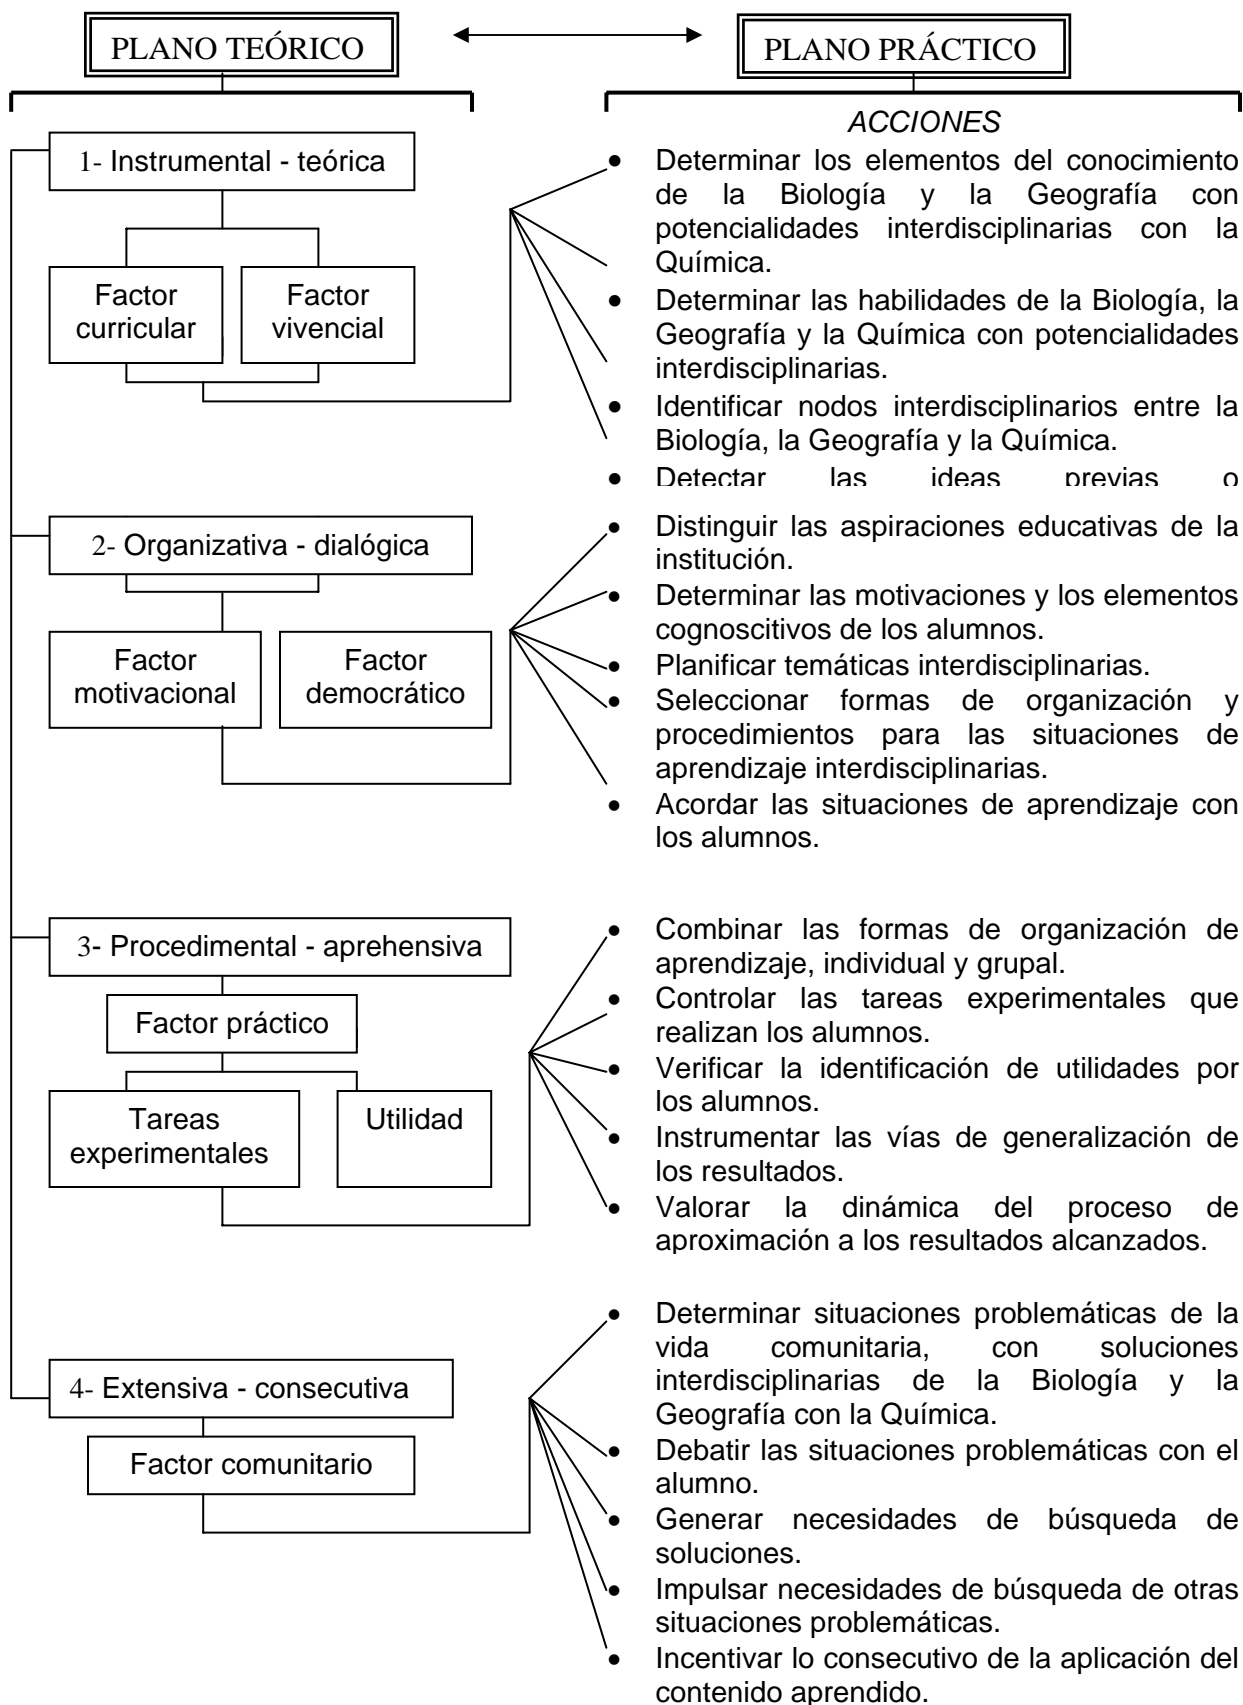 PLANO TEÓRICO
PLANO PRÁCTICO
ACCIONES
1- Instrumental - teórica
Factor
curricular
Factor
vivencial
• Determinar los elementos del conocimiento
de la Biología y la Geografía con
potencialidades interdisciplinarias con la
Química.
• Determinar las habilidades de la Biología, la
Geografía y la Química con potencialidades
interdisciplinarias.
• Identificar nodos interdisciplinarios entre la
Biología, la Geografía y la Química.
• Detectar las ideas previas o
2- Organizativa - dialógica
Factor
motivacional
Factor
democrático
• Distinguir las aspiraciones educativas de la
institución.
• Determinar las motivaciones y los elementos
cognoscitivos de los alumnos.
• Planificar temáticas interdisciplinarias.
• Seleccionar formas de organización y
procedimientos para las situaciones de
aprendizaje interdisciplinarias.
• Acordar las situaciones de aprendizaje con
los alumnos.
3- Procedimental - aprehensiva
Factor práctico
Tareas
experimentales
Utilidad
• Combinar las formas de organización de
aprendizaje, individual y grupal.
• Controlar las tareas experimentales que
realizan los alumnos.
• Verificar la identificación de utilidades por
los alumnos.
• Instrumentar las vías de generalización de
los resultados.
• Valorar la dinámica del proceso de
aproximación a los resultados alcanzados.
4- Extensiva - consecutiva
Factor comunitario
• Determinar situaciones problemáticas de la
vida comunitaria, con soluciones
interdisciplinarias de la Biología y la
Geografía con la Química.
• Debatir las situaciones problemáticas con el
alumno.
• Generar necesidades de búsqueda de
soluciones.
• Impulsar necesidades de búsqueda de otras
situaciones problemáticas.
• Incentivar lo consecutivo de la aplicación del
contenido aprendido.